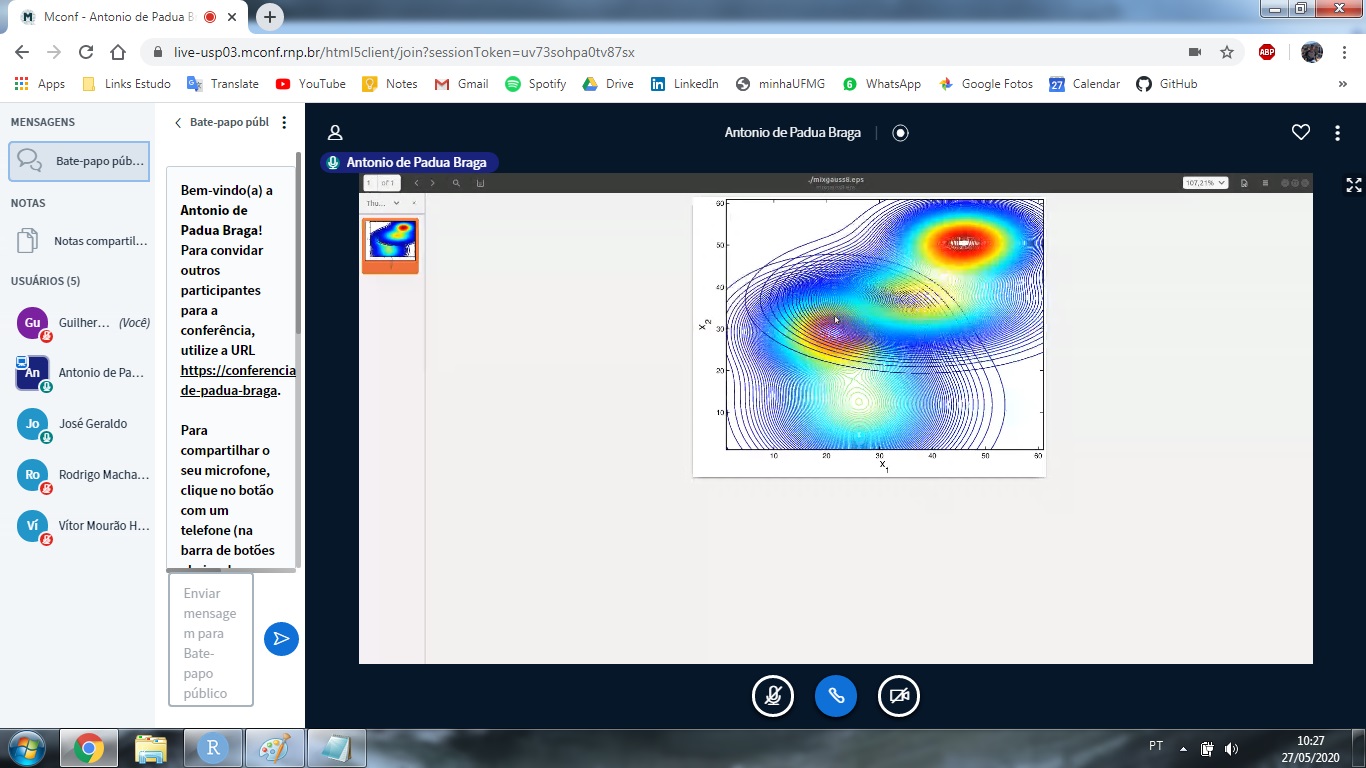 Mconf - Antonio de Padua B
live-usp03.mconf.rnp.br/html5client/join?sessionToken=uv73sohpa0tv87sx
ABP
Apps Links Estudo Translate YouTube Notes Gmail Spotify Drive LinkedIn minhaUFMG 6 WhatsApp Google Fotos 27 Calendar GitHub »
MENSAGENS
Bate-papo púb...
NOTAS
Notas compartil...
USUÁRIOS (5)
Gu Guilher... (Você)
An Antonio de Pa...
Jo José Geraldo
Ro Rodrigo Macha...
Ví Vítor Mourão H...
Bate-papo públ
Bem-vindo(a) a
Antonio de
Padua Braga!
Para convidar
outros
participantes
para a
conferência,
utilize a URL
https://conferencia
de-padua-braga.
Para
compartilhar o
seu microfone,
clique no botão
com um
telefone (na
barra de botões
Enviar
mensage
m para
Bate-
papo
público
Antonio de Padua Braga
Antonio de Padua Braga
1 of 1
./mixgauss8.eps
107,21%
Thu...
60
50
40
30
20
10
x2
10 20 30 40 50 60
x1
R
PT
10:27
27/05/2020